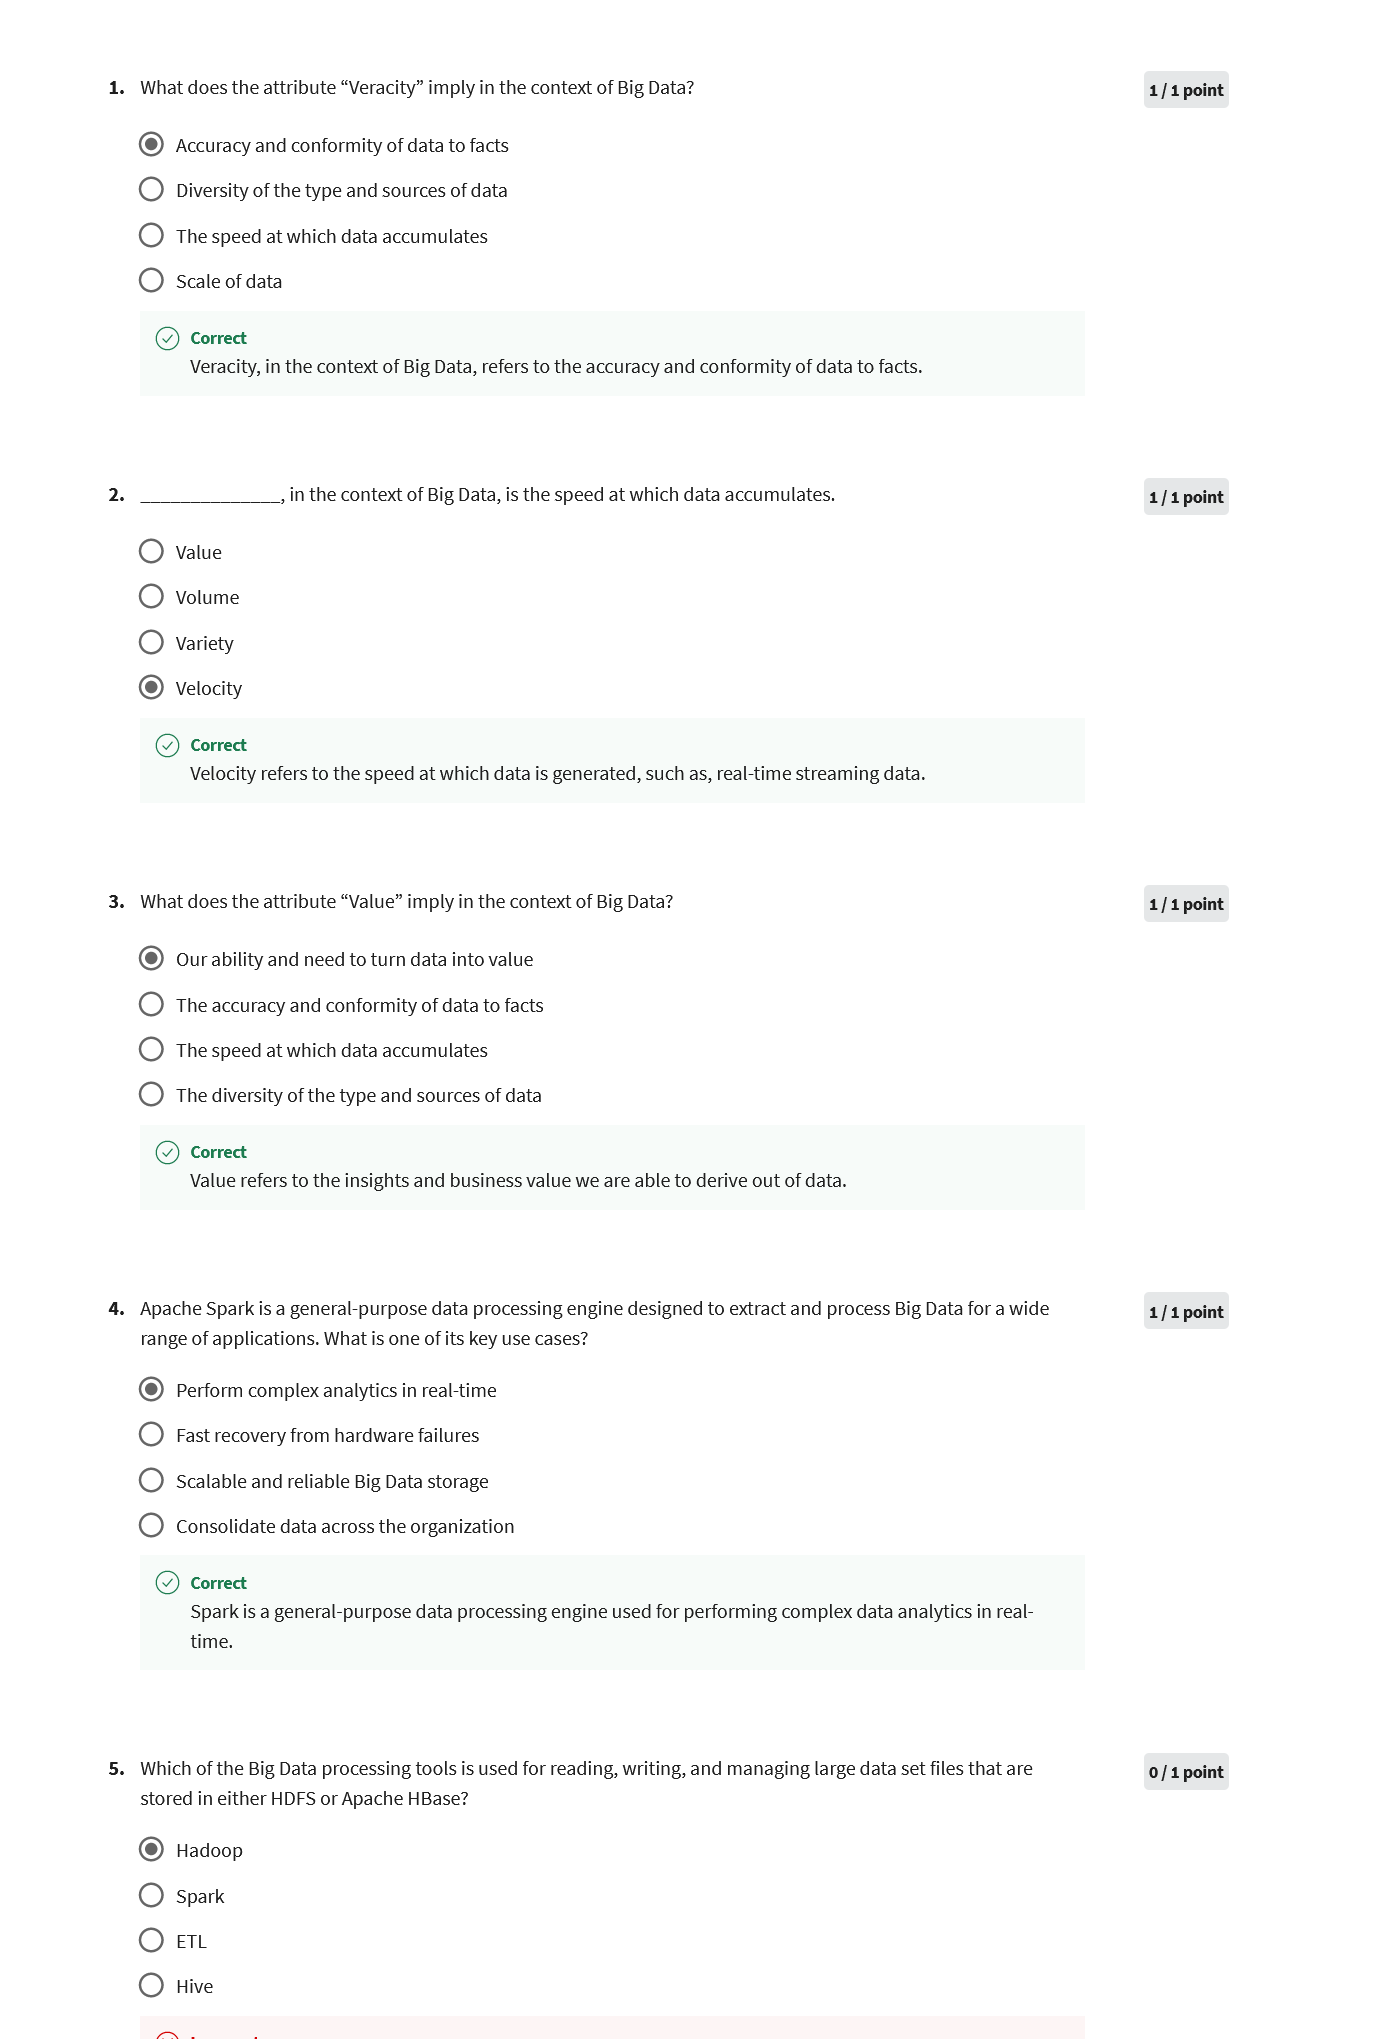 1. What does the attribute “Veracity” imply in the context of Big Data?
1 / 1 point
Accuracy and conformity of data to facts
Diversity of the type and sources of data
The speed at which data accumulates
Scale of data
Correct
Veracity, in the context of Big Data, refers to the accuracy and conformity of data to facts.
2. ______________, in the context of Big Data, is the speed at which data accumulates.
1 / 1 point
Value
Volume
Variety
Velocity
Correct
Velocity refers to the speed at which data is generated, such as, real-time streaming data.
3. What does the attribute “Value” imply in the context of Big Data?
1 / 1 point
Our ability and need to turn data into value
The accuracy and conformity of data to facts
The speed at which data accumulates
The diversity of the type and sources of data
Correct
Value refers to the insights and business value we are able to derive out of data.
4. Apache Spark is a general-purpose data processing engine designed to extract and process Big Data for a wide
range of applications. What is one of its key use cases?
1 / 1 point
Perform complex analytics in real-time
Fast recovery from hardware failures
Scalable and reliable Big Data storage
Consolidate data across the organization
Correct
Spark is a general-purpose data processing engine used for performing complex data analytics in real-
time.
5. Which of the Big Data processing tools is used for reading, writing, and managing large data set files that are
stored in either HDFS or Apache HBase?
0 / 1 point
Hadoop
Spark
ETL
Hive